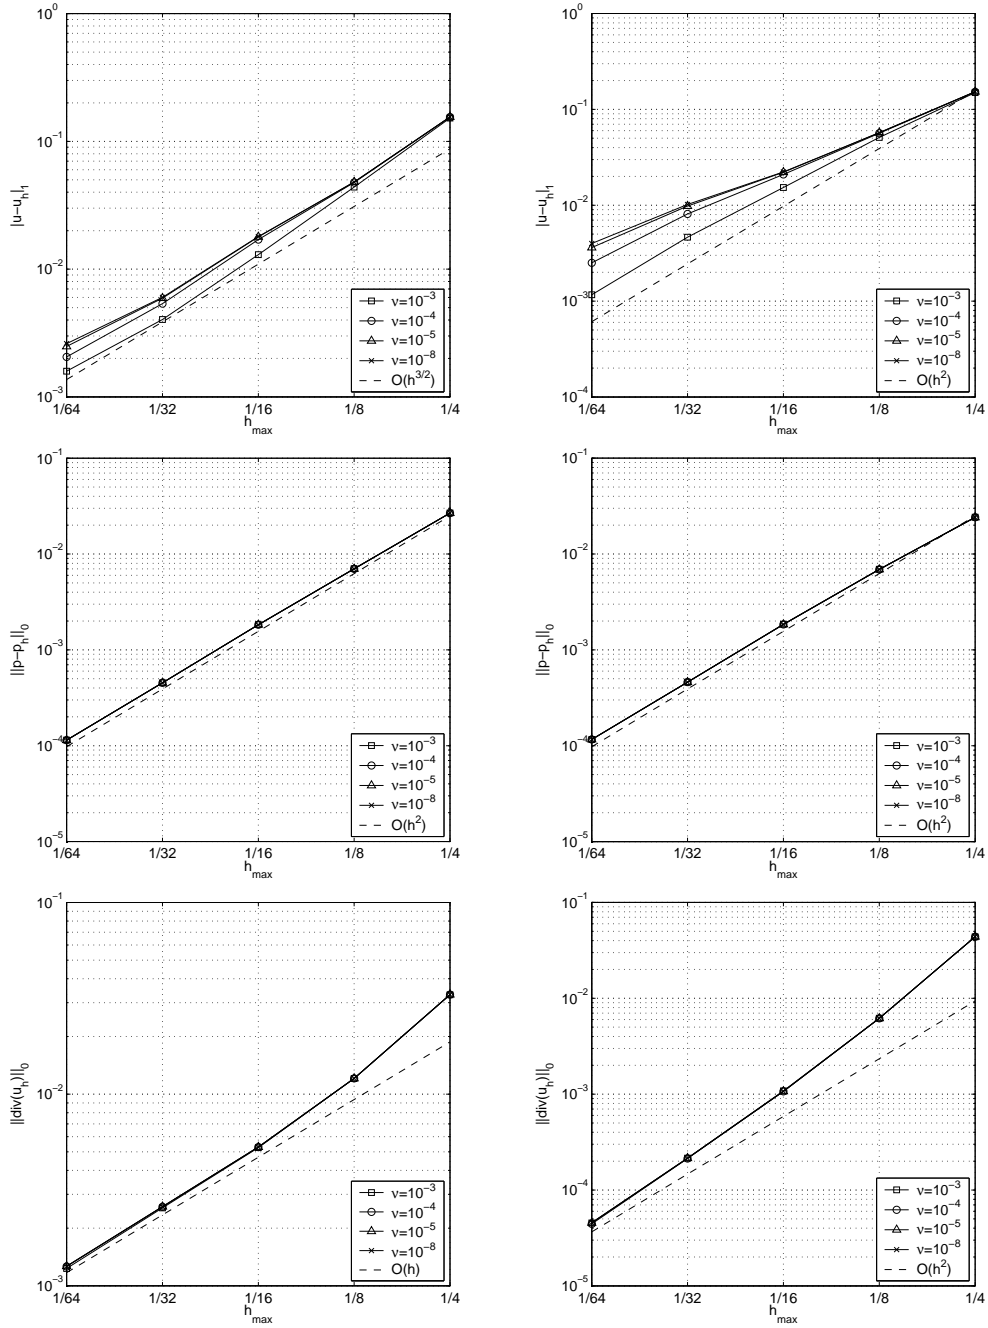 10⁰
10⁻¹
10⁻²
10⁻³
|u−u_h|_1
1/64 1/32 1/16 1/8 1/4
h_max
ν=10⁻³
ν=10⁻⁴
ν=10⁻⁵
ν=10⁻⁸
O(h^{3/2})
10⁰
10⁻¹
10⁻²
10⁻³
10⁻⁴
|u−u_h|_1
1/64 1/32 1/16 1/8 1/4
h_max
ν=10⁻³
ν=10⁻⁴
ν=10⁻⁵
ν=10⁻⁸
O(h²)
10⁻¹
10⁻²
10⁻³
10⁻⁴
10⁻⁵
||p−p_h||_0
1/64 1/32 1/16 1/8 1/4
h_max
ν=10⁻³
ν=10⁻⁴
ν=10⁻⁵
ν=10⁻⁸
O(h²)
10⁻¹
10⁻²
10⁻³
10⁻⁴
10⁻⁵
||p−p_h||_0
1/64 1/32 1/16 1/8 1/4
h_max
ν=10⁻³
ν=10⁻⁴
ν=10⁻⁵
ν=10⁻⁸
O(h²)
10⁻¹
10⁻²
10⁻³
||div(u_h)||_0
1/64 1/32 1/16 1/8 1/4
h_max
ν=10⁻³
ν=10⁻⁴
ν=10⁻⁵
ν=10⁻⁸
O(h)
10⁻¹
10⁻²
10⁻³
10⁻⁴
10⁻⁵
||div(u_h)||_0
1/64 1/32 1/16 1/8 1/4
h_max
ν=10⁻³
ν=10⁻⁴
ν=10⁻⁵
ν=10⁻⁸
O(h²)